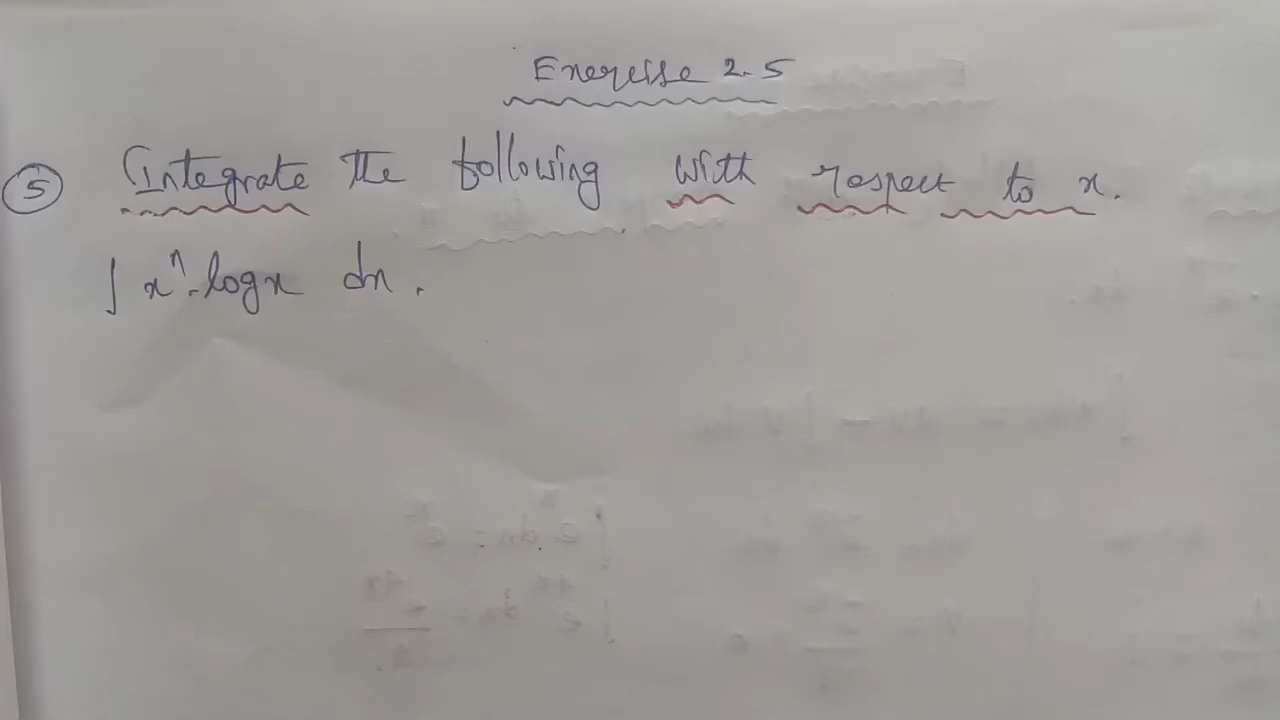 Exercise 2.5
⑤ Integrate the following with respect to x.
∫ xⁿ. log x dx.